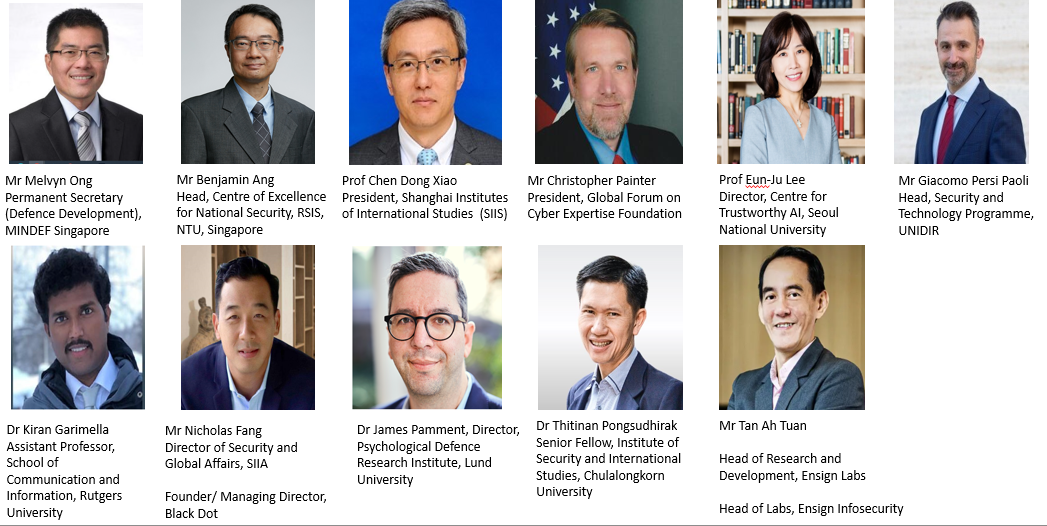 Mr Melvyn Ong
Permanent Secretary
(Defence Development),
MINDEF Singapore
Mr Benjamin Ang
Head, Centre of Excellence
for National Security, RSIS,
NTU, Singapore
Prof Chen Dong Xiao
President, Shanghai Institutes
of International Studies (SIIS)
Mr Christopher Painter
President, Global Forum on
Cyber Expertise Foundation
Prof Eun-Ju Lee
Director, Centre for
Trustworthy AI, Seoul
National University
Mr Giacomo Persi Paoli
Head, Security and
Technology Programme,
UNIDIR
Dr Kiran Garimella
Assistant Professor,
School of
Communication and
Information, Rutgers
University
Mr Nicholas Fang
Director of Security and
Global Affairs, SIIA
Founder/ Managing Director,
Black Dot
Dr James Pamment, Director,
Psychological Defence
Research Institute, Lund
University
Dr Thitinan Pongsudhirak
Senior Fellow, Institute of
Security and International
Studies, Chulalongkorn
University
Mr Tan Ah Tuan
Head of Research and
Development, Ensign Labs
Head of Labs, Ensign Infosecurity